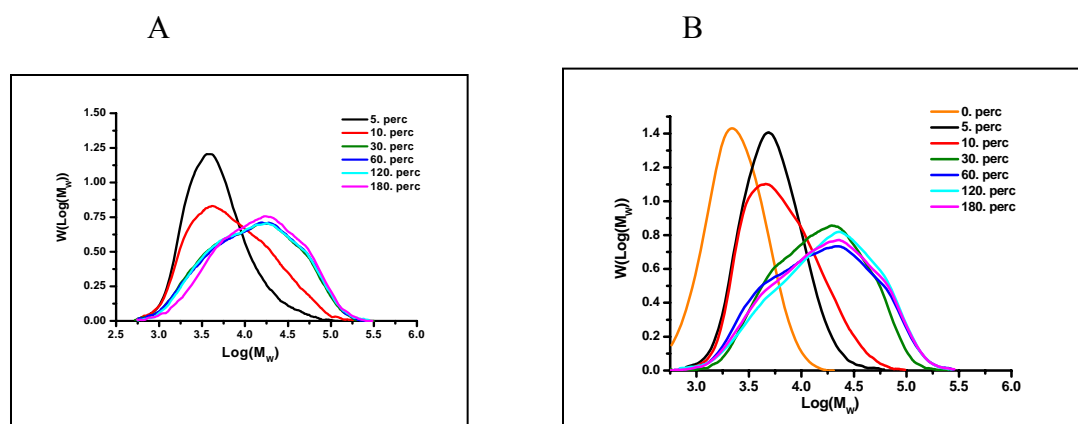 A
B
1.50
1.25
1.00
0.75
0.50
0.25
0.00
W(Log(M_W))
2.5 3.0 3.5 4.0 4.5 5.0 5.5 6.0
Log(M_W)
5. perc
10. perc
30. perc
60. perc
120. perc
180. perc
1.4
1.2
1.0
0.8
0.6
0.4
0.2
0.0
W(Log(M_W))
3.0 3.5 4.0 4.5 5.0 5.5 6.0
Log(M_W)
0. perc
5. perc
10. perc
30. perc
60. perc
120. perc
180. perc